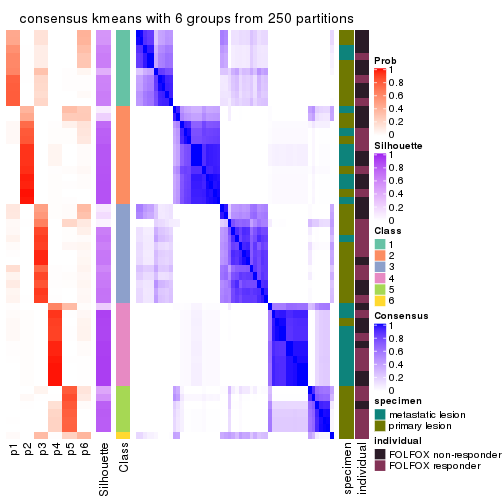 consensus kmeans with 6 groups from 250 partitions
p1
p2
p3
p4
p5
p6
Silhouette
Class
specimen
individual
Prob
1
0.8
0.6
0.4
0.2
0
Silhouette
1
0.8
0.6
0.4
0.2
0
Class
1
2
3
4
5
6
Consensus
1
0.8
0.6
0.4
0.2
0
specimen
metastatic lesion
primary lesion
individual
FOLFOX non-responder
FOLFOX responder